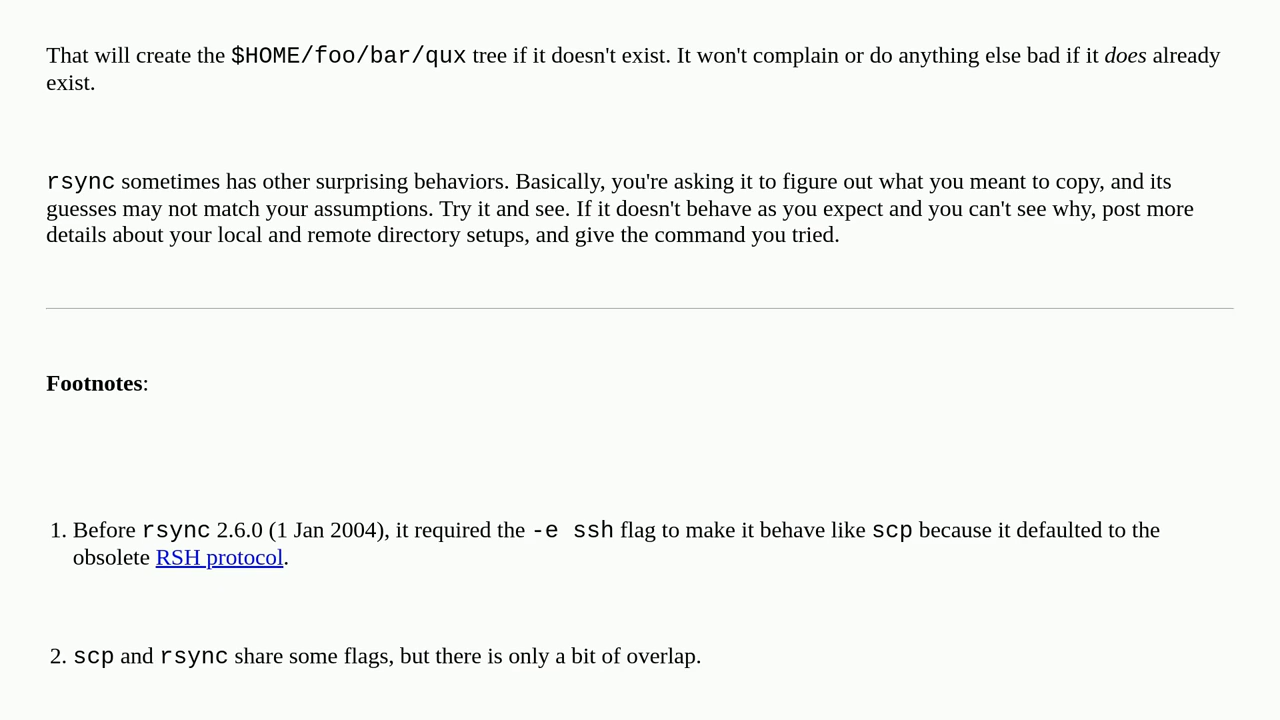 That will create the $HOME/foo/bar/qux tree if it doesn't exist. It won't complain or do anything else bad if it does already
exist.
rsync sometimes has other surprising behaviors. Basically, you're asking it to figure out what you meant to copy, and its
guesses may not match your assumptions. Try it and see. If it doesn't behave as you expect and you can't see why, post more
details about your local and remote directory setups, and give the command you tried.
Footnotes:
1. Before rsync 2.6.0 (1 Jan 2004), it required the -e ssh flag to make it behave like scp because it defaulted to the
obsolete RSH protocol.
2. scp and rsync share some flags, but there is only a bit of overlap.